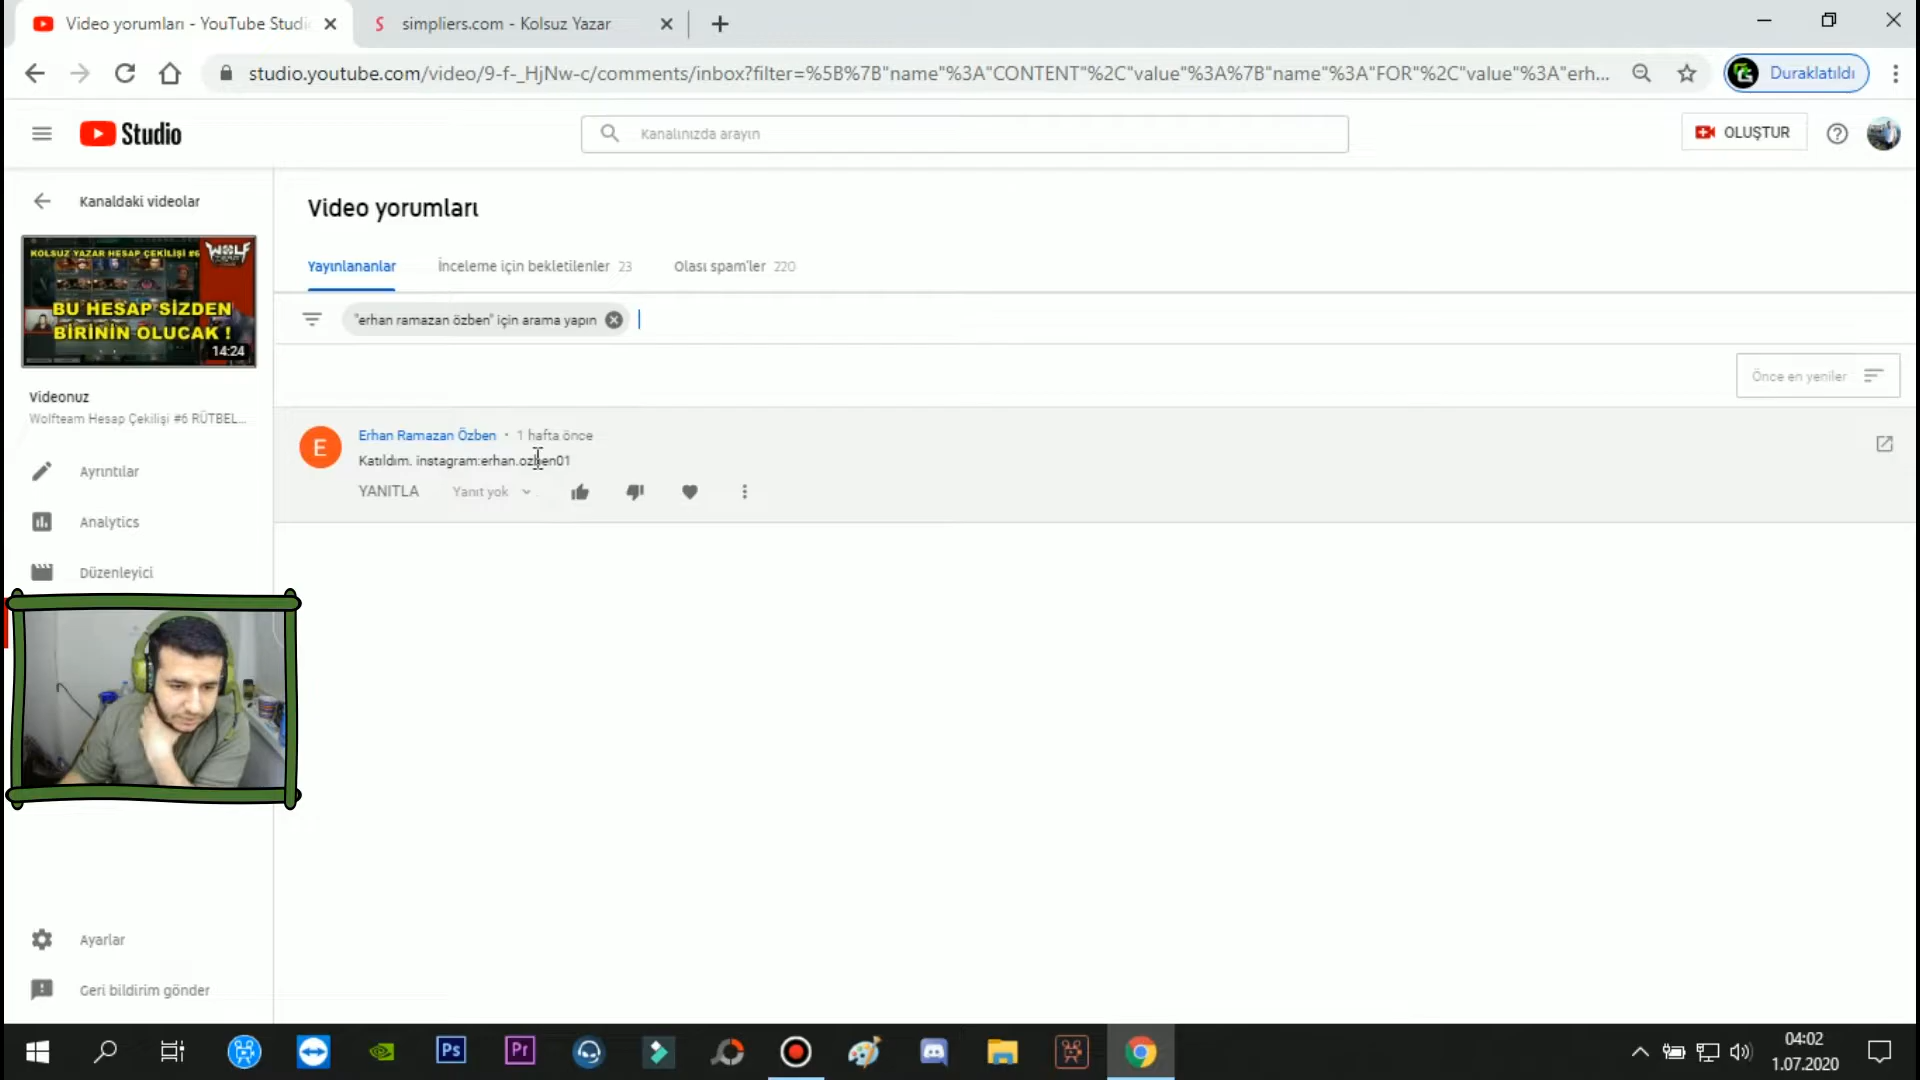 Video yorumları - YouTube Studi
simpliers.com - Kolsuz Yazar
studio.youtube.com/video/9-f-_HjNw-c/comments/inbox?filter=%5B%7B"name"%3A"CONTENT"%2C"value"%3A%7B"name"%3A"FOR"%2C"value"%3A"erh...
Duraklatıldı
Studio
Kanalınızda arayın
OLUŞTUR
Kanaldaki videolar
KOLSUZ YAZAR HESAP ÇEKİLİŞİ #6
WOLF
BU HESAP SİZDEN
BİRİNİN OLUCAK !
14:24
Videonuz
Wolfteam Hesap Çekilişi #6 RÜTBEL...
Ayrıntılar
Analytics
Düzenleyici
Ayarlar
Geri bildirim gönder
Video yorumları
Yayınlananlar
İnceleme için bekletilenler 23
Olası spam'ler 220
"erhan ramazan özben" için arama yapın
Önce en yeniler
E
Erhan Ramazan Özben • 1 hafta önce
Katıldım. instagram:erhan.ozben01
YANITLA
Yanıt yok
Ps
Pr
04:02
1.07.2020